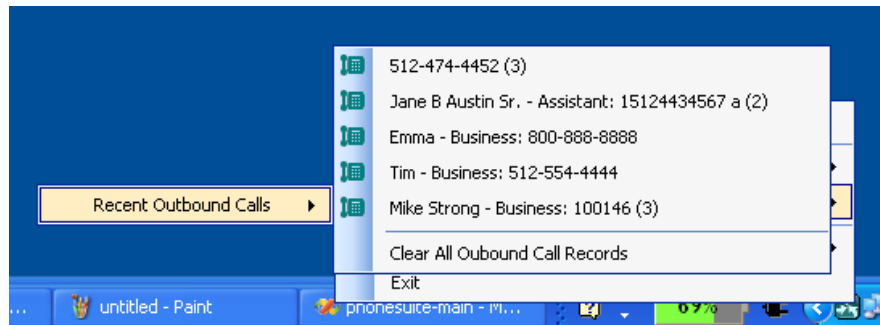 512-474-4452 (3)
Jane B Austin Sr. - Assistant: 15124434567 a (2)
Emma - Business: 800-888-8888
Tim - Business: 512-554-4444
Recent Outbound Calls
Mike Strong - Business: 100146 (3)
Clear All Oubound Call Records
Exit
... untitled - Paint phonesuite-main - M... 69%